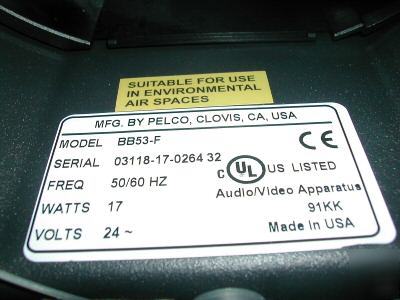 SUITABLE FOR USE
IN ENVIRONMENTAL
AIR SPACES
MFG. BY PELCO, CLOVIS, CA, USA
MODEL BB53-F
CE
SERIAL 03118-17-0264 32
C UL US LISTED
FREQ 50/60 HZ
Audio/Video Apparatus
WATTS 17
91KK
VOLTS 24 ~
Made in USA